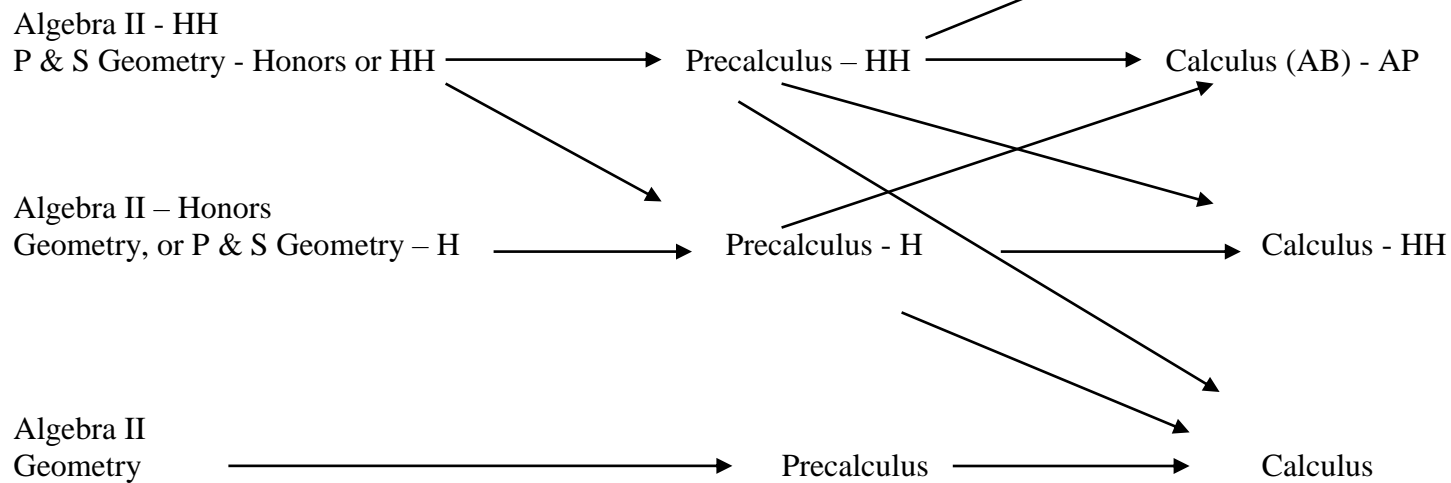 Algebra II - HH
P & S Geometry - Honors or HH Precalculus – HH Calculus (AB) - AP
Algebra II – Honors
Geometry, or P & S Geometry – H Precalculus - H Calculus - HH
Algebra II
Geometry Precalculus Calculus